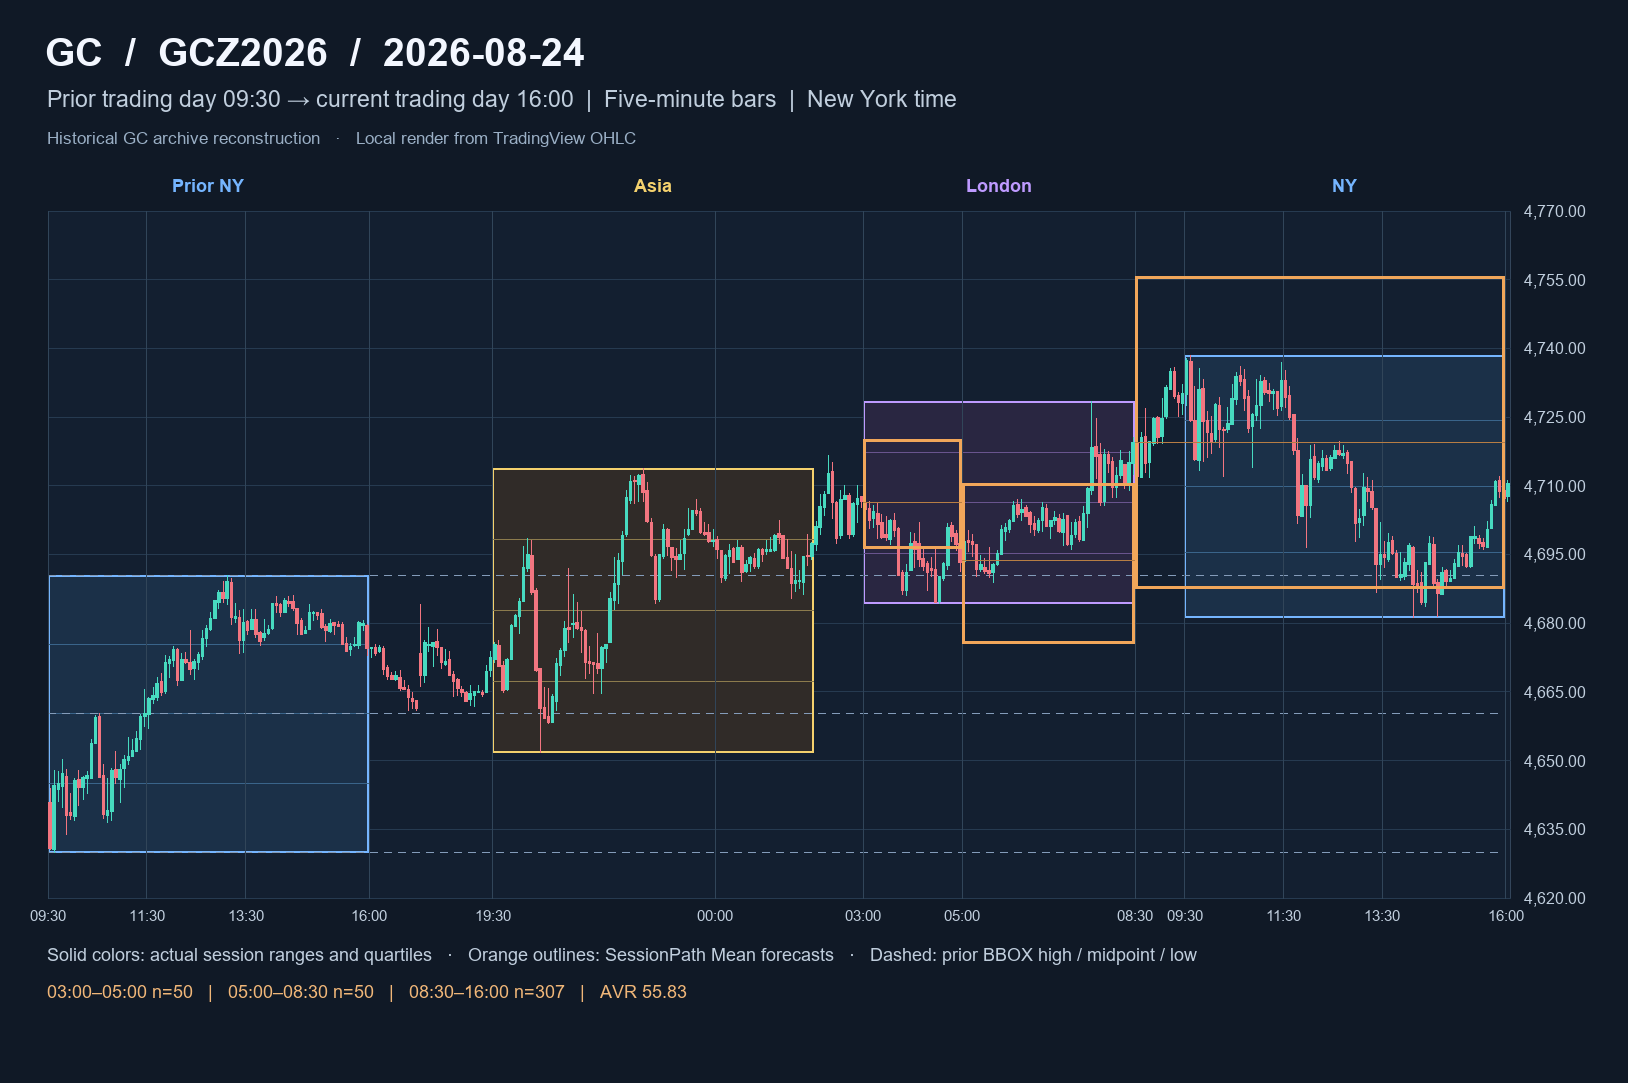 GC / GCZ2026 / 2026-08-24
Prior trading day 09:30 → current trading day 16:00 | Five-minute bars | New York time
Historical GC archive reconstruction · Local render from TradingView OHLC
Prior NY
Asia
London
NY
4,770.00
4,755.00
4,740.00
4,725.00
4,710.00
4,695.00
4,680.00
4,665.00
4,650.00
4,635.00
4,620.00
09:30 11:30 13:30 16:00 19:30 00:00 03:00 05:00 08:30 09:30 11:30 13:30 16:00
Solid colors: actual session ranges and quartiles · Orange outlines: SessionPath Mean forecasts · Dashed: prior BBOX high / midpoint / low
03:00–05:00 n=50 | 05:00–08:30 n=50 | 08:30–16:00 n=307 | AVR 55.83